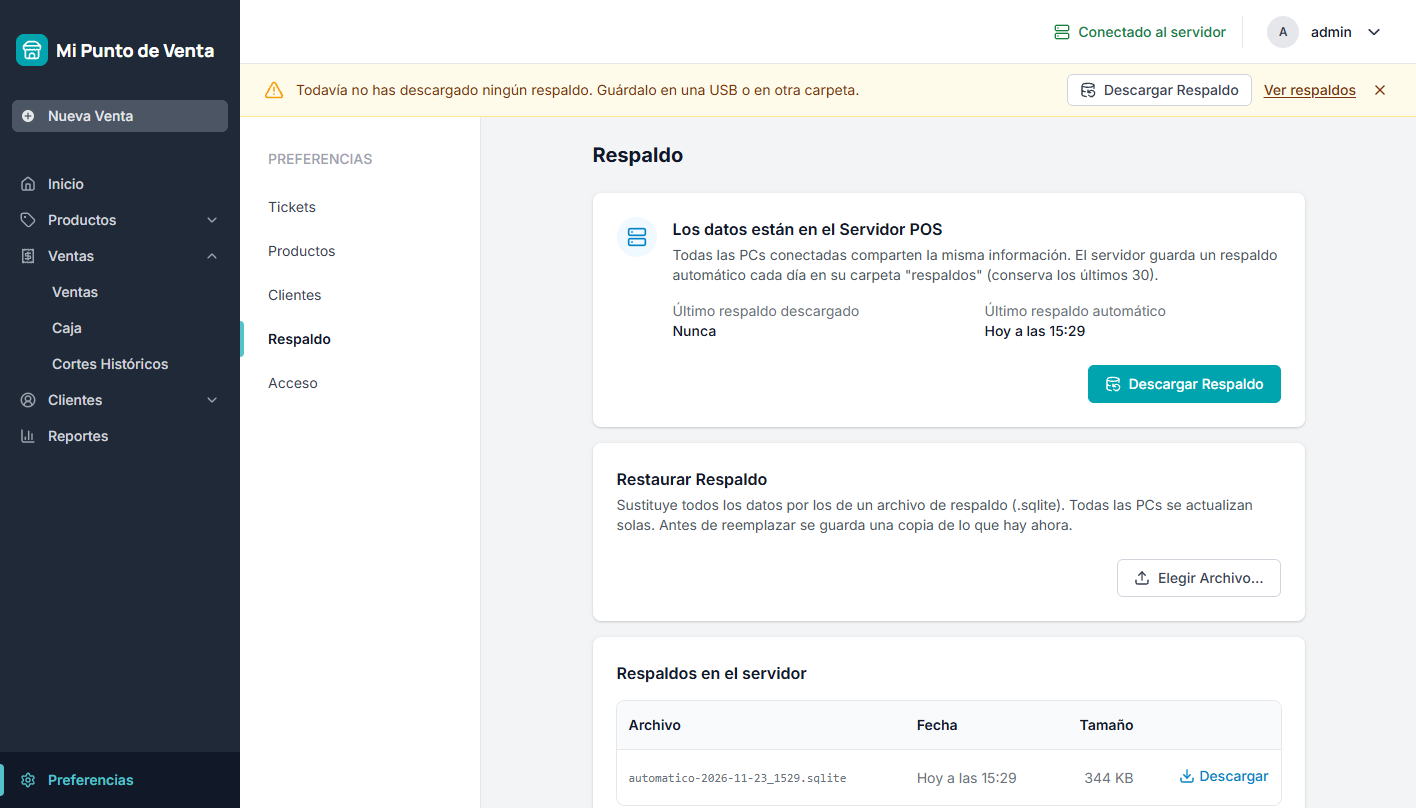 Mi Punto de Venta
Nueva Venta
Inicio
Productos
Ventas
Ventas
Caja
Cortes Históricos
Clientes
Reportes
Preferencias
Conectado al servidor
A
admin
Todavía no has descargado ningún respaldo. Guárdalo en una USB o en otra carpeta.
Descargar Respaldo
Ver respaldos
PREFERENCIAS
Tickets
Productos
Clientes
Respaldo
Acceso
Respaldo
Los datos están en el Servidor POS
Todas las PCs conectadas comparten la misma información. El servidor guarda un respaldo
automático cada día en su carpeta "respaldos" (conserva los últimos 30).
Último respaldo descargado
Nunca
Último respaldo automático
Hoy a las 15:29
Descargar Respaldo
Restaurar Respaldo
Sustituye todos los datos por los de un archivo de respaldo (.sqlite). Todas las PCs se actualizan
solas. Antes de reemplazar se guarda una copia de lo que hay ahora.
Elegir Archivo...
Respaldos en el servidor
Archivo Fecha Tamaño
automatico-2026-11-23_1529.sqlite Hoy a las 15:29 344 KB Descargar